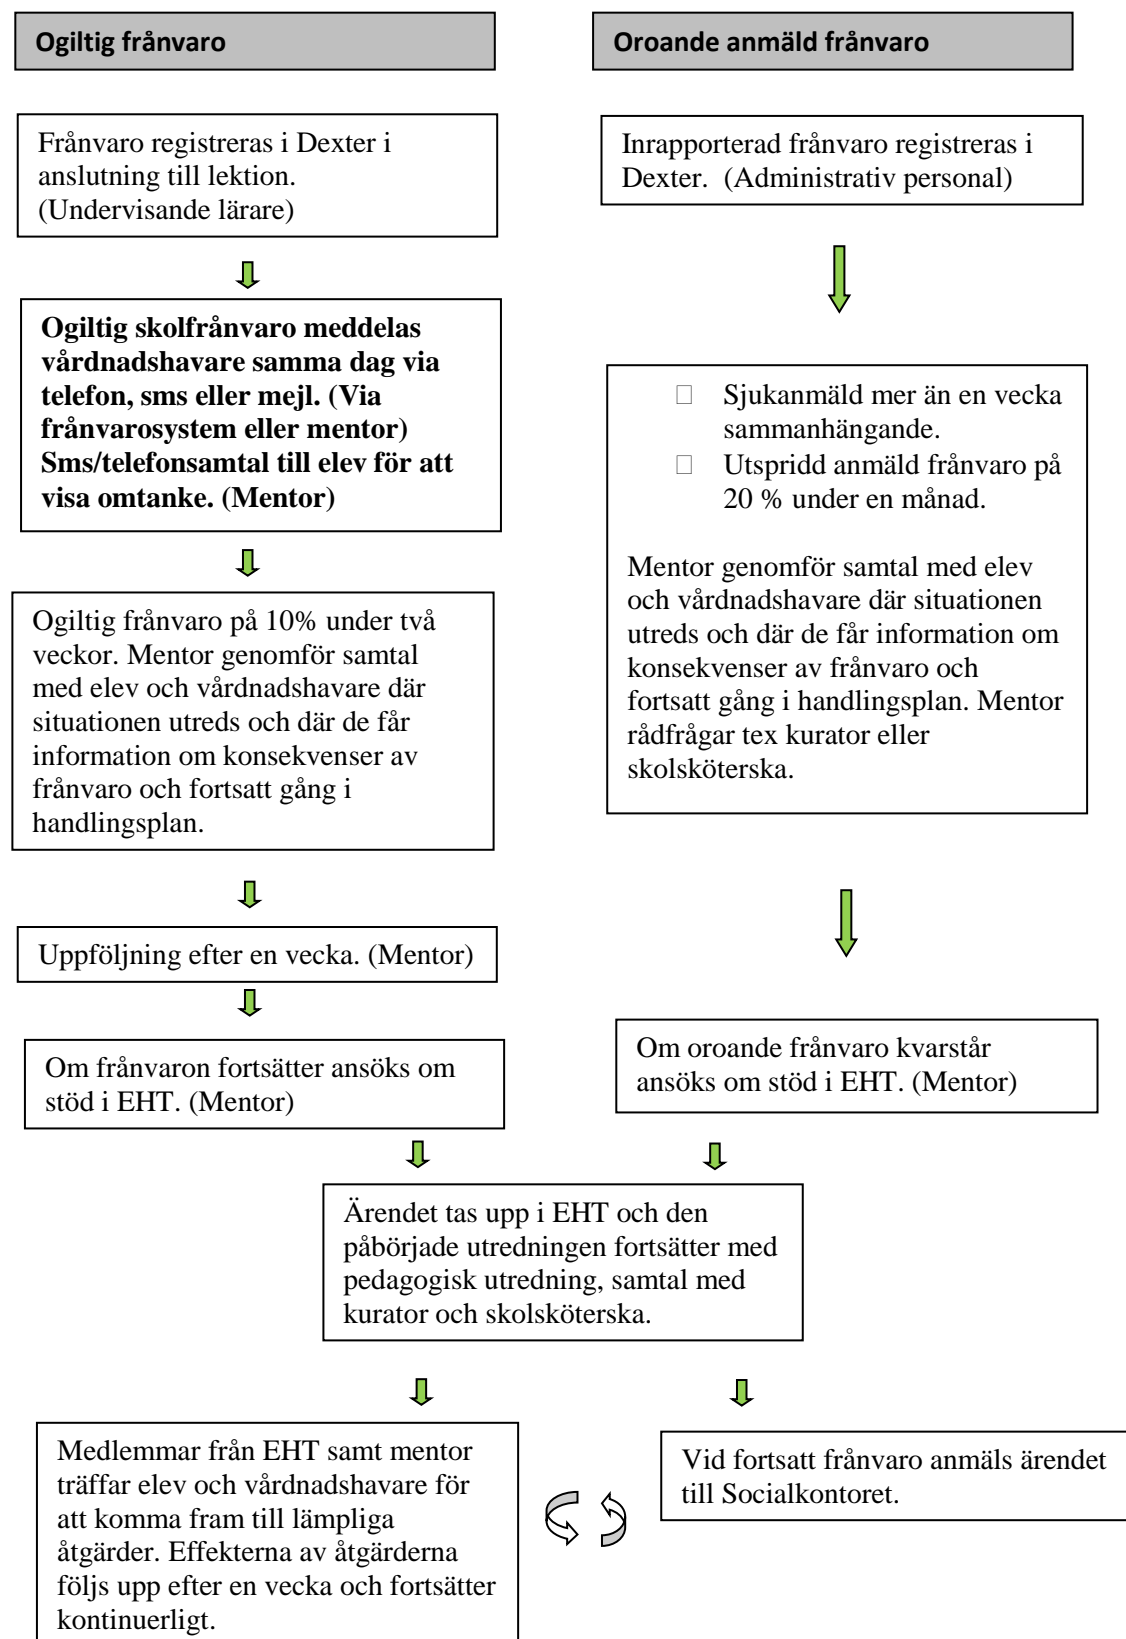 Ogiltig frånvaro
Frånvaro registreras i Dexter i
anslutning till lektion.
(Undervisande lärare)
Ogiltig skolfrånvaro meddelas
vårdnadshavare samma dag via
telefon, sms eller mejl. (Via
frånvarosystem eller mentor)
Sms/telefonsamtal till elev för att
visa omtanke. (Mentor)
Ogiltig frånvaro på 10% under två
veckor. Mentor genomför samtal
med elev och vårdnadshavare där
situationen utreds och där de får
information om konsekvenser av
frånvaro och fortsatt gång i
handlingsplan.
Uppföljning efter en vecka. (Mentor)
Om frånvaron fortsätter ansöks om
stöd i EHT. (Mentor)
Oroande anmäld frånvaro
Inrapporterad frånvaro registreras i
Dexter.  (Administrativ personal)
Sjukanmäld mer än en vecka
sammanhängande.
Utspridd anmäld frånvaro på
20 % under en månad.
Mentor genomför samtal med elev
och vårdnadshavare där situationen
utreds och där de får information om
konsekvenser av frånvaro och
fortsatt gång i handlingsplan. Mentor
rådfrågar tex kurator eller
skolsköterska.
Om oroande frånvaro kvarstår
ansöks om stöd i EHT. (Mentor)
Ärendet tas upp i EHT och den
påbörjade utredningen fortsätter med
pedagogisk utredning, samtal med
kurator och skolsköterska.
Medlemmar från EHT samt mentor
träffar elev och vårdnadshavare för
att komma fram till lämpliga
åtgärder. Effekterna av åtgärderna
följs upp efter en vecka och fortsätter
kontinuerligt.
Vid fortsatt frånvaro anmäls ärendet
till Socialkontoret.